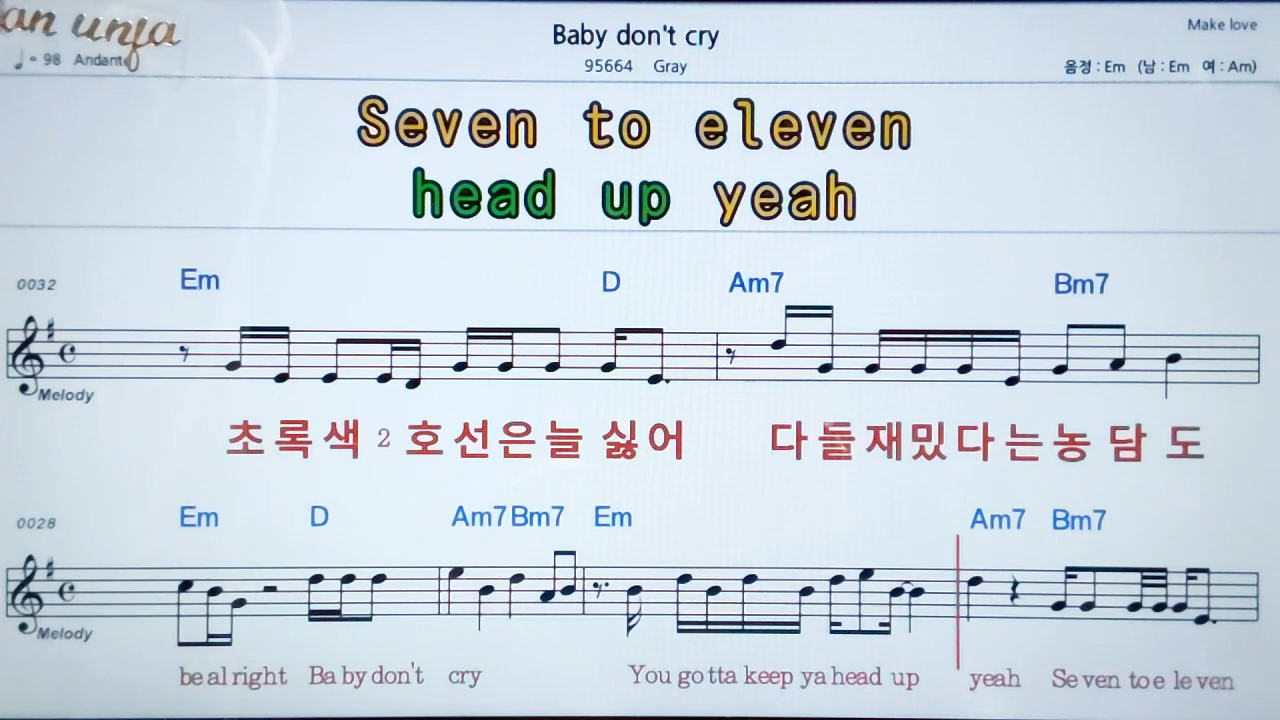 an unja
♩= 98 Andante
Baby don't cry
95664 Gray
Make love
음정 : Em (남 : Em 여 : Am)
Seven to eleven
head up yeah
0032 Em D Am7 Bm7
Melody
초록색 2 호선은늘 싫어 다들재밌다는농담도
0028 Em D Am7 Bm7 Em Am7 Bm7
Melody
be al right Ba by don't cry You go tta keep ya head up yeah Se ven to e le ven